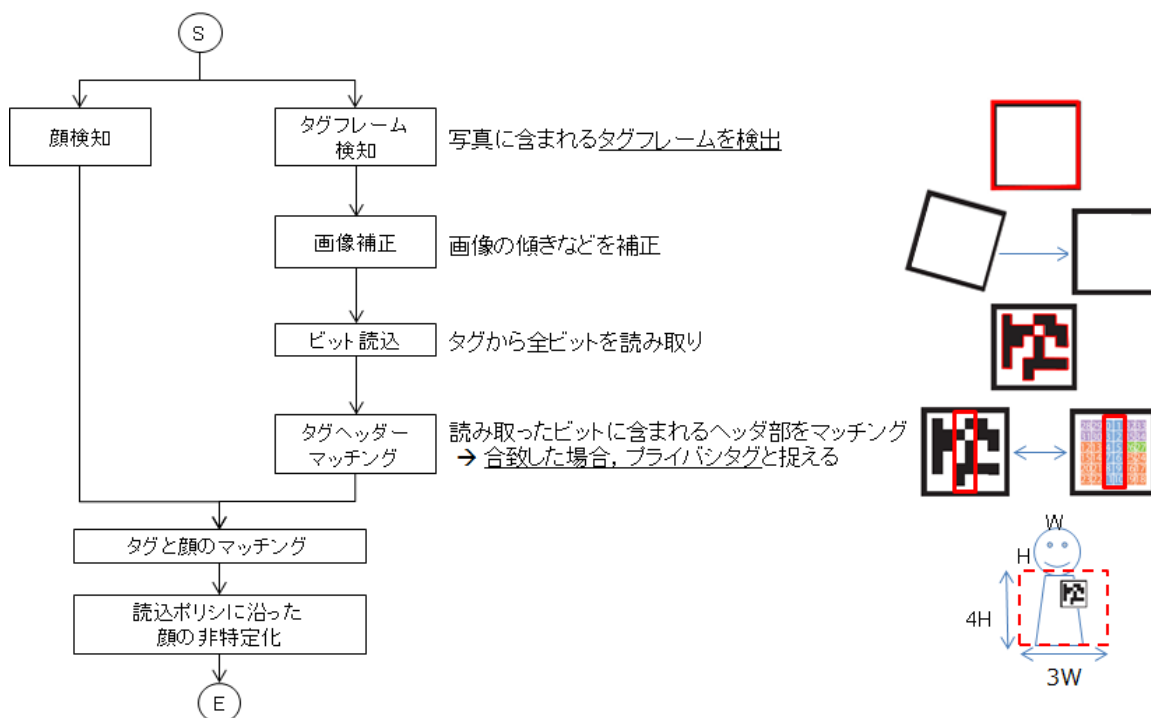 S
顔検知
タグフレーム
検知
写真に含まれるタグフレームを検出
画像補正
画像の傾きなどを補正
ビット読込
タグから全ビットを読み取り
タグヘッダー
マッチング
読み取ったビットに含まれるヘッダ部をマッチング
→ 合致した場合，プライバシタグと捉える
タグと顔のマッチング
読込ポリシに沿った
顔の非特定化
E
W
H
4H
3W